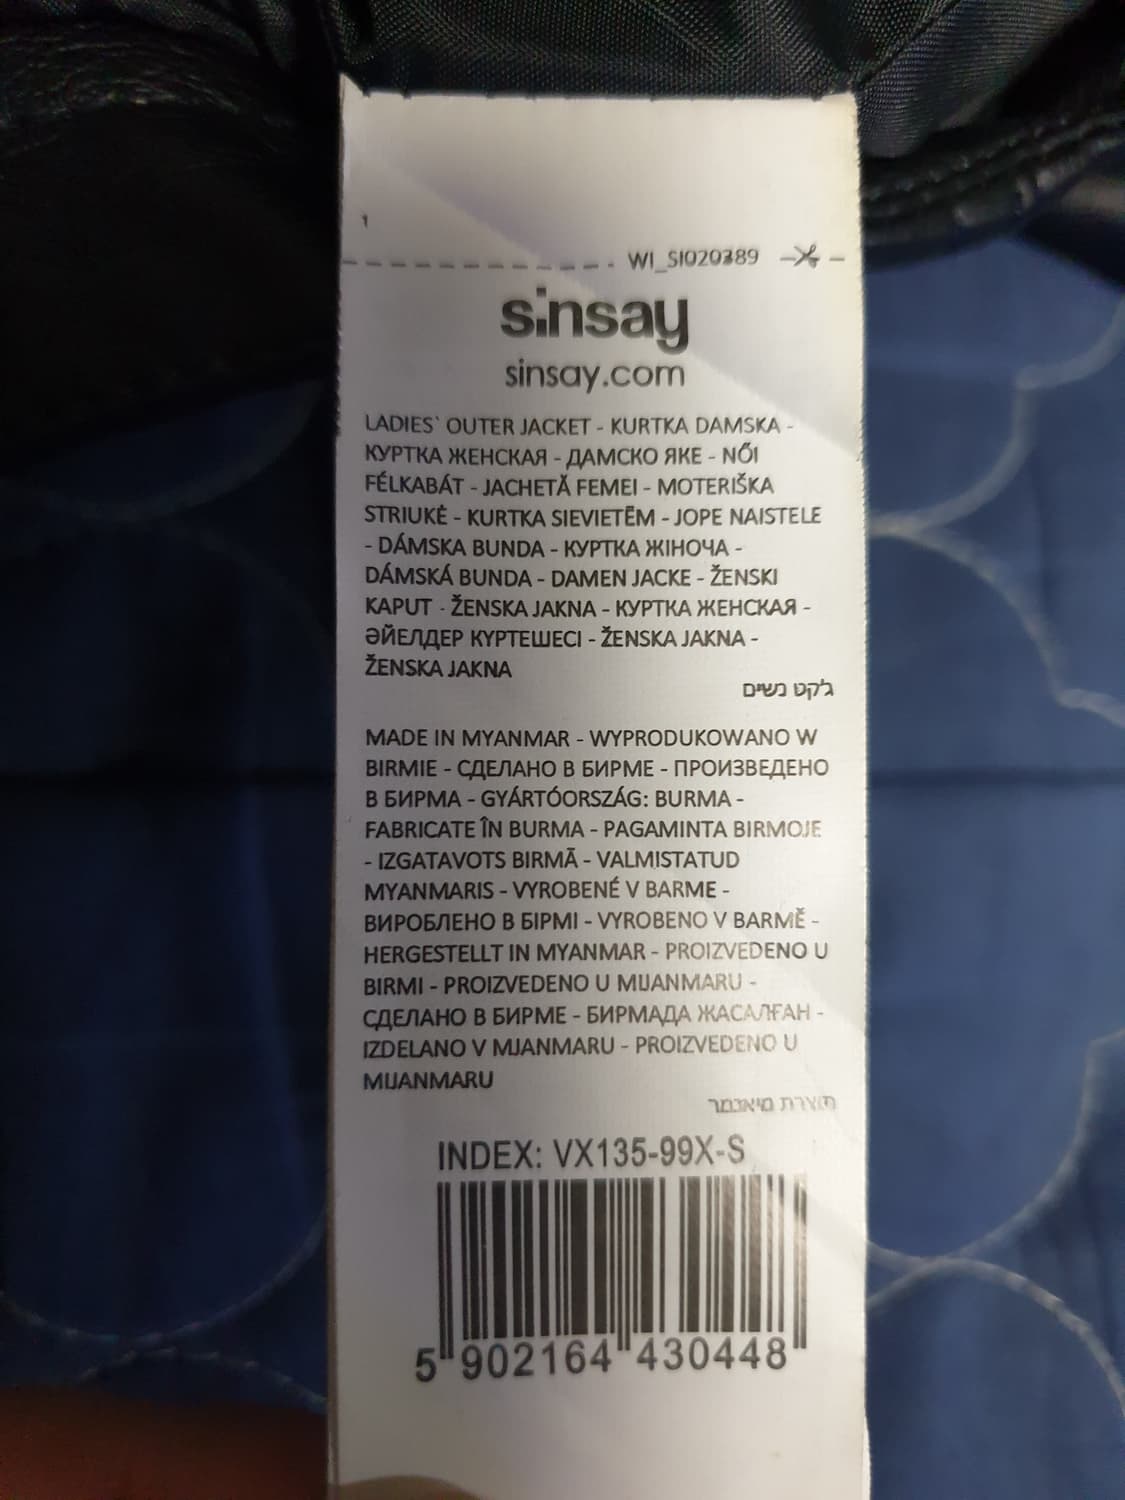 1
WI_SI020389
sinsay
sinsay.com
LADIES` OUTER JACKET - KURTKA DAMSKA -
КУРТКА ЖЕНСКАЯ - ДАМСКО ЯКЕ - NŐI
FÉLKABÁT - JACHETĂ FEMEI - MOTERIŠKA
STRIUKĖ - KURTKA SIEVIETĒM - JOPE NAISTELE
- DÁMSKA BUNDA - КУРТКА ЖІНОЧА -
DÁMSKÁ BUNDA - DAMEN JACKE - ŽENSKI
KAPUT - ŽENSKA JAKNA - КУРТКА ЖЕНСКАЯ -
ӘЙЕЛДЕР КҮРТЕШЕСІ - ŽENSKA JAKNA -
ŽENSKA JAKNA
ג'קט נשים
MADE IN MYANMAR - WYPRODUKOWANO W
BIRMIE - СДЕЛАНО В БИРМЕ - ПРОИЗВЕДЕНО
В БИРМА - GYÁRTÓORSZÁG: BURMA -
FABRICATE ÎN BURMA - PAGAMINTA BIRMOJE
- IZGATAVOTS BIRMĀ - VALMISTATUD
MYANMARIS - VYROBENÉ V BARME -
ВИРОБЛЕНО В БІРМІ - VYROBENO V BARMĚ -
HERGESTELLT IN MYANMAR - PROIZVEDENO U
BIRMI - PROIZVEDENO U MIJANMARU -
СДЕЛАНО В БИРМЕ - БИРМАДА ЖАСАЛҒАН -
IZDELANO V MJANMARU - PROIZVEDENO U
MIJANMARU
תוצרת מיאנמר
INDEX: VX135-99X-S
5 902164 430448